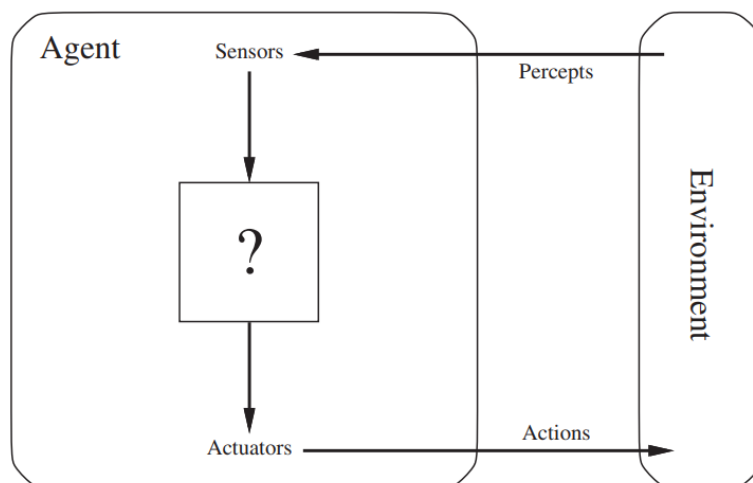 Agent
Sensors
Percepts
?
Environment
Actuators
Actions